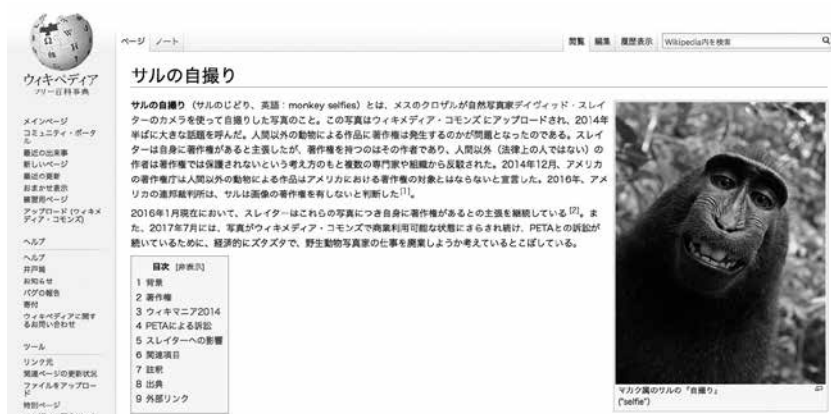 ウィキペディア
フリー百科事典
メインページ
コミュニティ・ポータ
ル
最近の出来事
新しいページ
最近の更新
おまかせ表示
練習用ページ
アップロード (ウィキメ
ディア・コモンズ)
ヘルプ
ヘルプ
井戸端
お知らせ
バグの報告
寄付
ウィキペディアに関す
るお問い合わせ
ツール
リンク元
関連ページの更新状況
ファイルをアップロー
ド
特別ページ
ページ ノート
閲覧 編集 履歴表示 Wikipedia内を検索
サルの自撮り
サルの自撮り(サルのじどり、英語:monkey selfies)とは、メスのクロザルが自然写真家デイヴィッド・スレイ
ターのカメラを使って自撮りした写真のこと。この写真はウィキメディア・コモンズ にアップロードされ、2014年
半ばに大きな話題を呼んだ。人間以外の動物による作品に著作権は発生するのかが問題となったのである。スレイ
ターは自身に著作権があると主張したが、著作権を持つのはその作者であり、人間以外(法律上の人ではない)の
作者は著作権では保護されないという考え方のもと複数の専門家や組織から反駁された。2014年12月、アメリカ
の著作権庁は人間以外の動物による作品はアメリカにおける著作権の対象とはならないと宣言した。2016年、アメ
リカの連邦裁判所は、サルは画像の著作権を有しないと判断した[1]。
2016年1月現在において、スレイターはこれらの写真につき自身に著作権があるとの主張を継続している [2]。ま
た、2017年7月には、写真がウィキメディア・コモンズで商業利用可能な状態にさらされ続け、PETAとの訴訟が
続いているために、経済的にズタズタで、野生動物写真家の仕事を廃業しようか考えているとこぼしている。
目次 [非表示]
1 背景
2 著作権
3 ウィキマニア2014
4 PETAによる訴訟
5 スレイターへの影響
6 関連項目
7 註釈
8 出典
9 外部リンク
マカク属のサルの「自撮り」
("selfie")